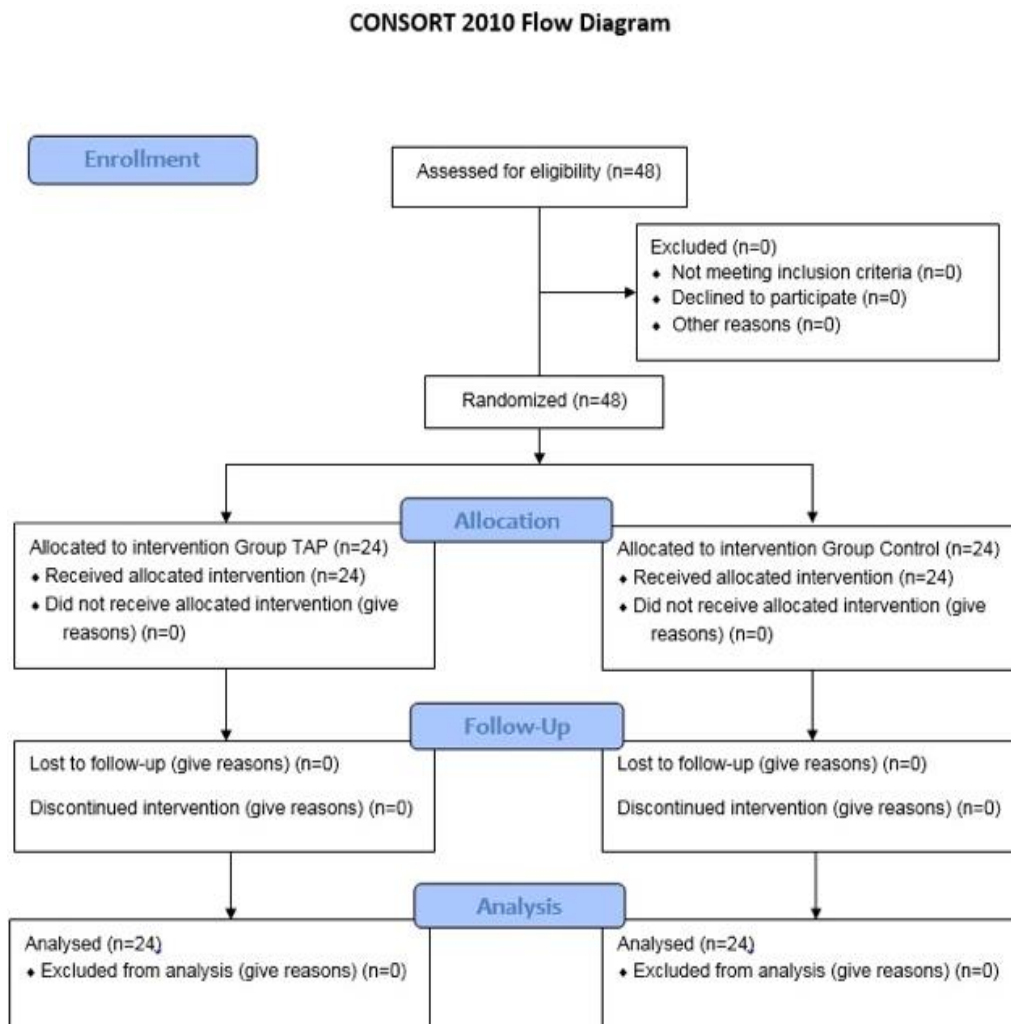 CONSORT 2010 Flow Diagram
Enrollment
Assessed for eligibility (n=48)
Excluded (n=0)
♦ Not meeting inclusion criteria (n=0)
♦ Declined to participate (n=0)
♦ Other reasons (n=0)
Randomized (n=48)
Allocation
Allocated to intervention Group TAP (n=24)
♦ Received allocated intervention (n=24)
♦ Did not receive allocated intervention (give
reasons) (n=0)
Allocated to intervention Group Control (n=24)
♦ Received allocated intervention (n=24)
♦ Did not receive allocated intervention (give
reasons) (n=0)
Follow-Up
Lost to follow-up (give reasons) (n=0)
Discontinued intervention (give reasons) (n=0)
Lost to follow-up (give reasons) (n=0)
Discontinued intervention (give reasons) (n=0)
Analysis
Analysed (n=24)
♦ Excluded from analysis (give reasons) (n=0)
Analysed (n=24)
♦ Excluded from analysis (give reasons) (n=0)